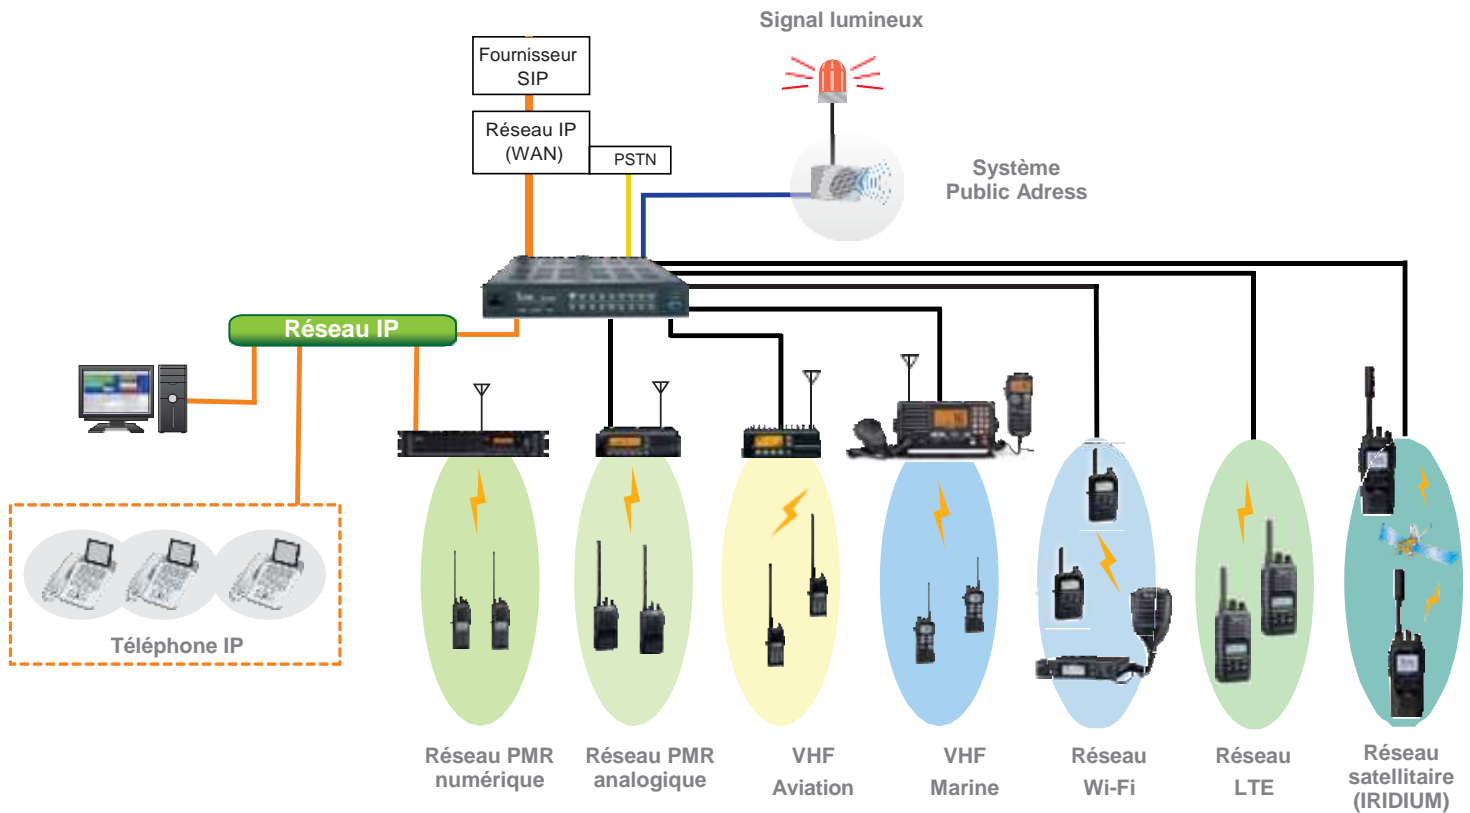 Signal lumineux
Fournisseur
SIP
Réseau IP
(WAN)
PSTN
Système
Public Adress
Réseau IP
Téléphone IP
Réseau PMR
numérique
Réseau PMR
analogique
VHF
Aviation
VHF
Marine
Réseau
Wi-Fi
Réseau
LTE
Réseau
satellitaire
(IRIDIUM)